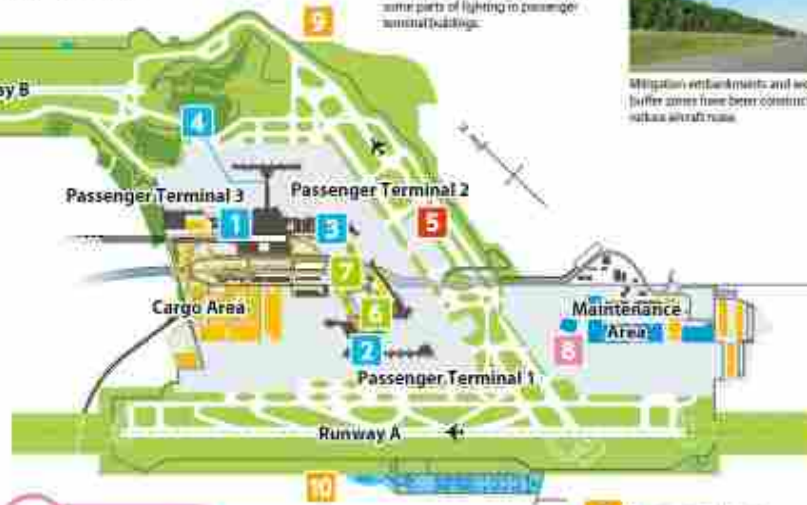 9
some parts of lighting in passenger
terminal buildings.
ay B
Mitigation embankments and
buffer zones have been
reduce aircraft noise.
4
Passenger Terminal 3
Passenger Terminal 2
1
3
5
7
Cargo Area
6
Maintenance
Area
2
8
Passenger Terminal 1
Runway A
10